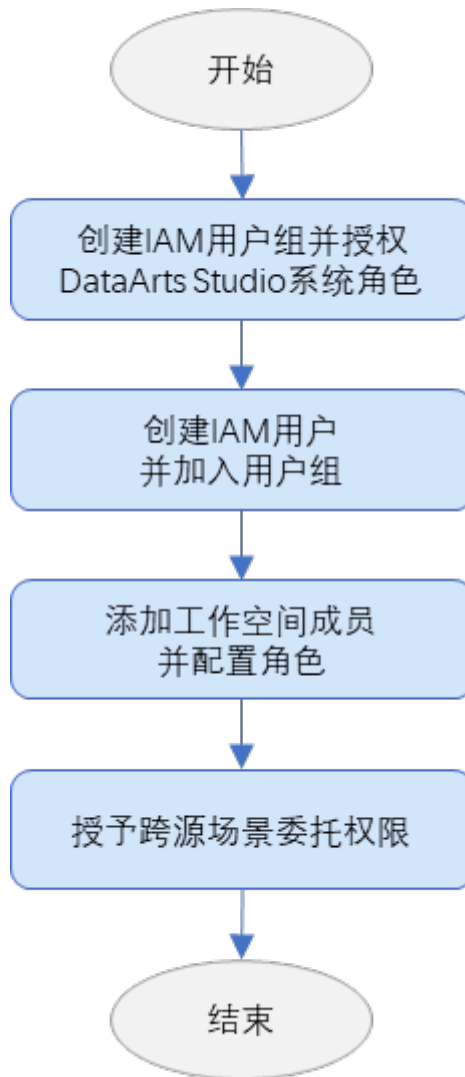 开始
创建IAM用户组并授权
DataArts Studio系统角色
创建IAM用户
并加入用户组
添加工作空间成员
并配置角色
授予跨源场景委托权限
结束